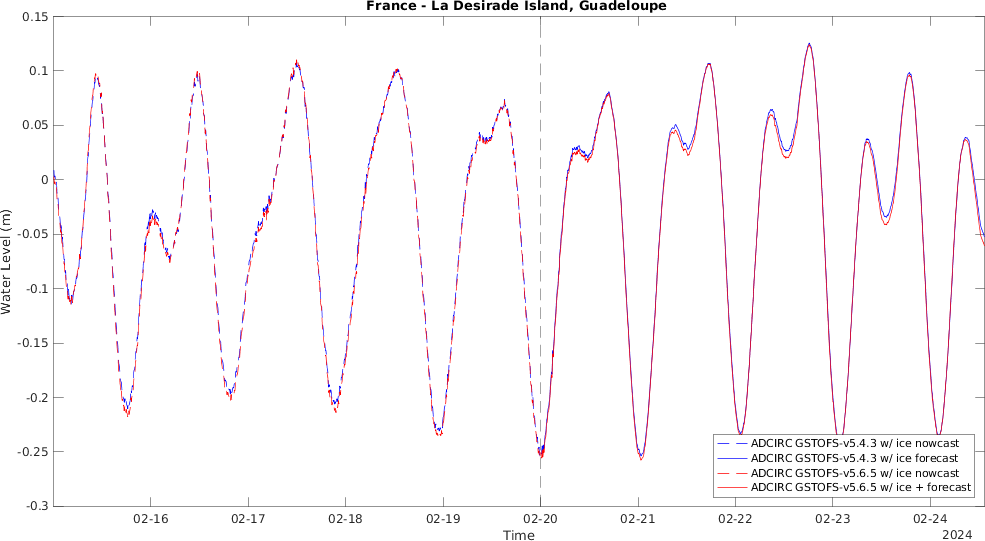 France - La Desirade Island, Guadeloupe
0.15
0.1
0.05
0
-0.05
-0.1
-0.15
-0.2
-0.25
-0.3
Water Level (m)
02-16 02-17 02-18 02-19 02-20 02-21 02-22 02-23 02-24
Time
2024
ADCIRC GSTOFS-v5.4.3 w/ ice nowcast
ADCIRC GSTOFS-v5.4.3 w/ ice forecast
ADCIRC GSTOFS-v5.6.5 w/ ice nowcast
ADCIRC GSTOFS-v5.6.5 w/ ice + forecast